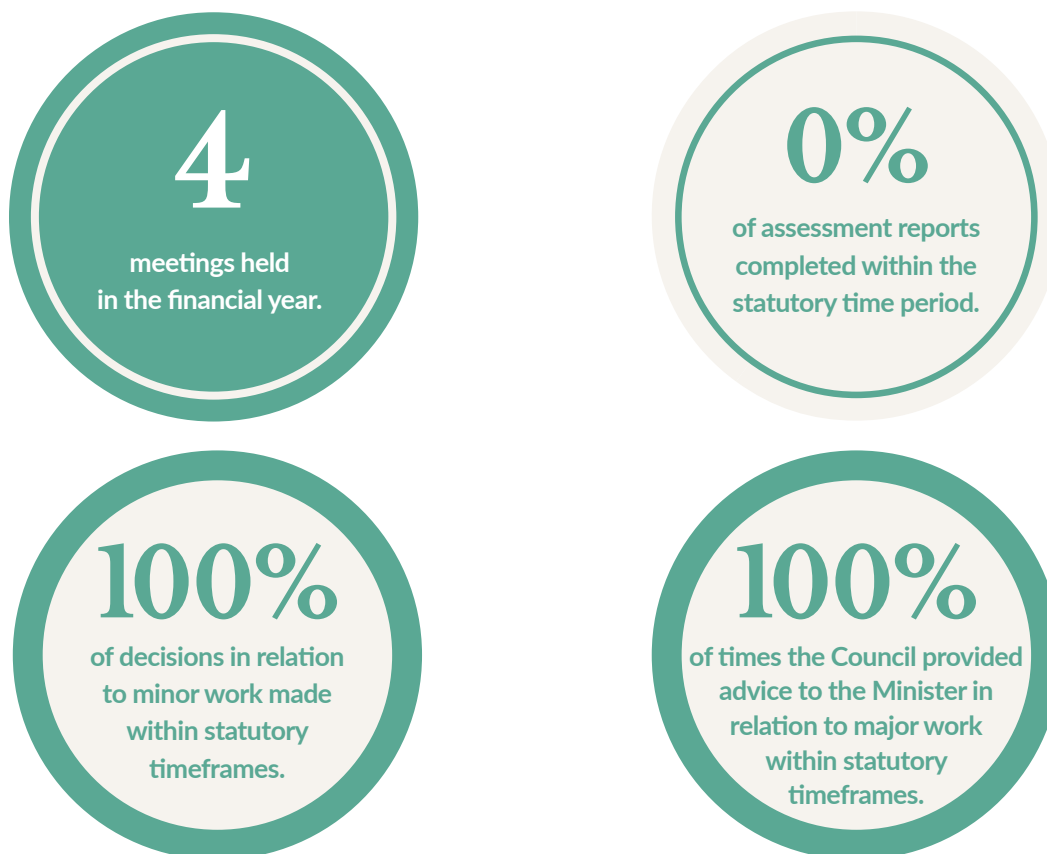 4
meetings held
in the financial year.
0%
of assessment reports
completed within the
statutory time period.
100%
of decisions in relation
to minor work made
within statutory
timeframes.
100%
of times the Council provided
advice to the Minister in
relation to major work
within statutory
timeframes.